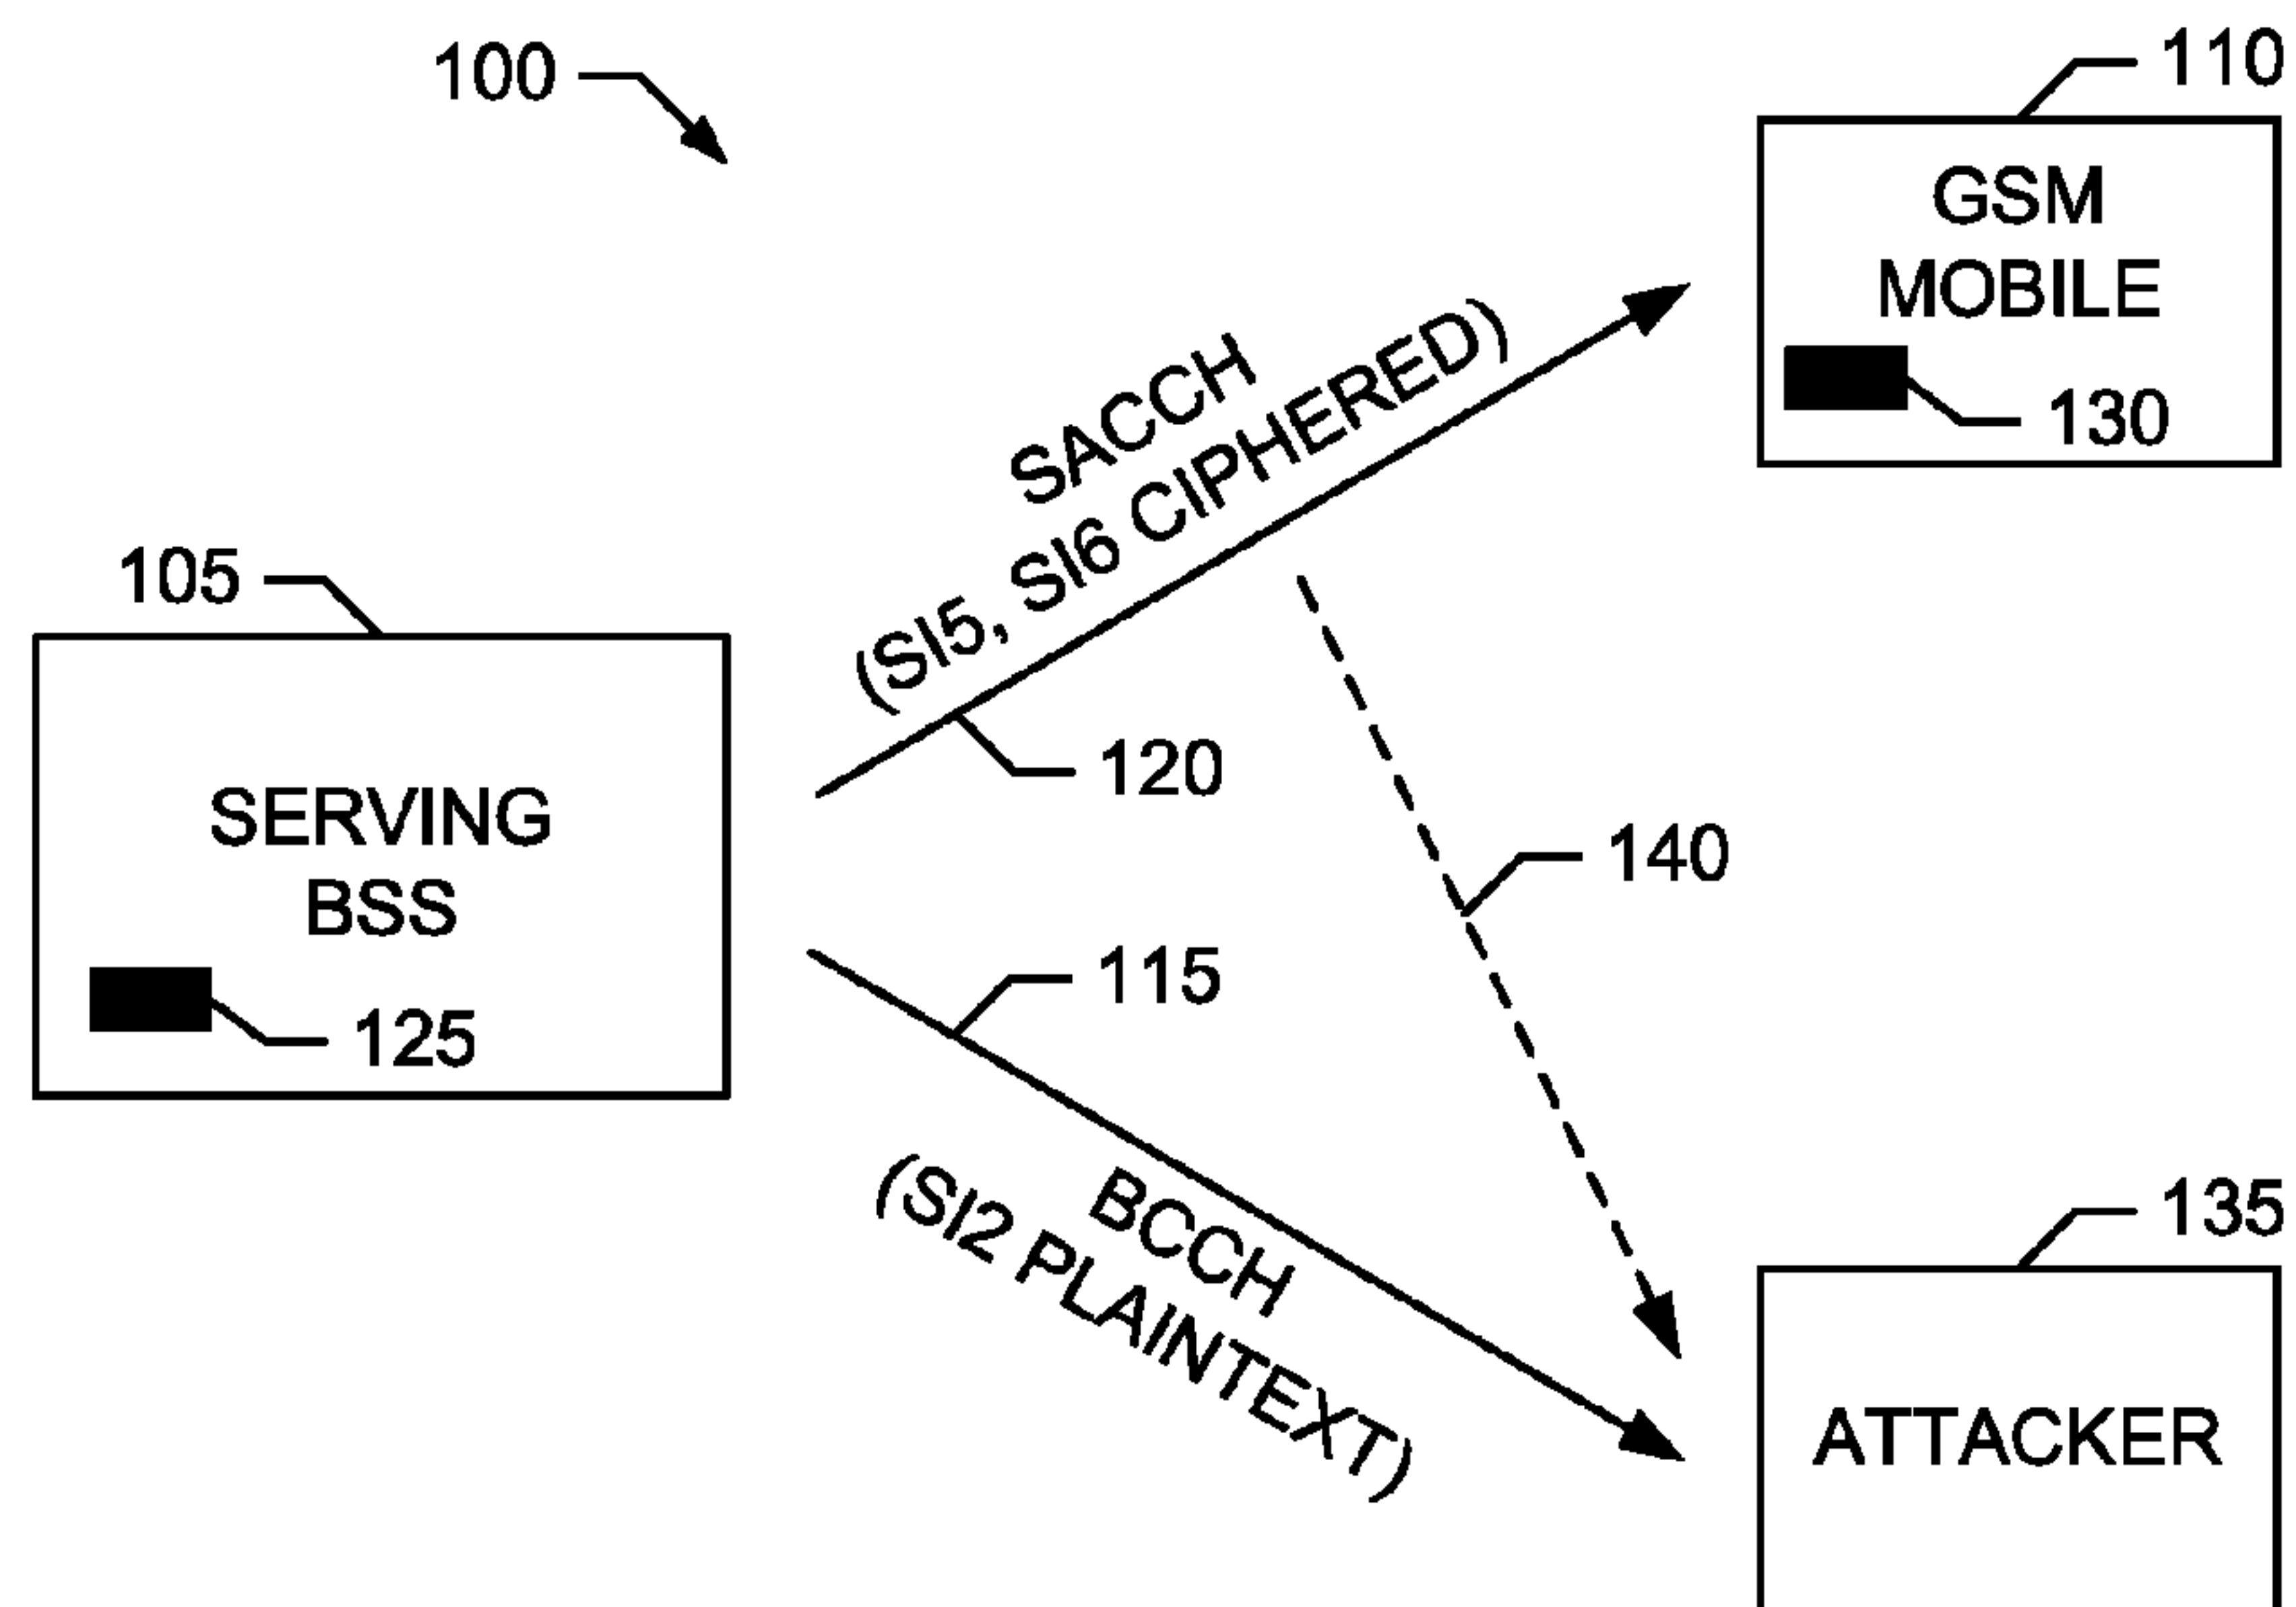 100
110
GSM
MOBILE
130
SACCH
(SI5, SI6 CIPHERED)
105
120
SERVING
BSS
125
140
115
BCCH
(SI2 PLAINTEXT)
135
ATTACKER